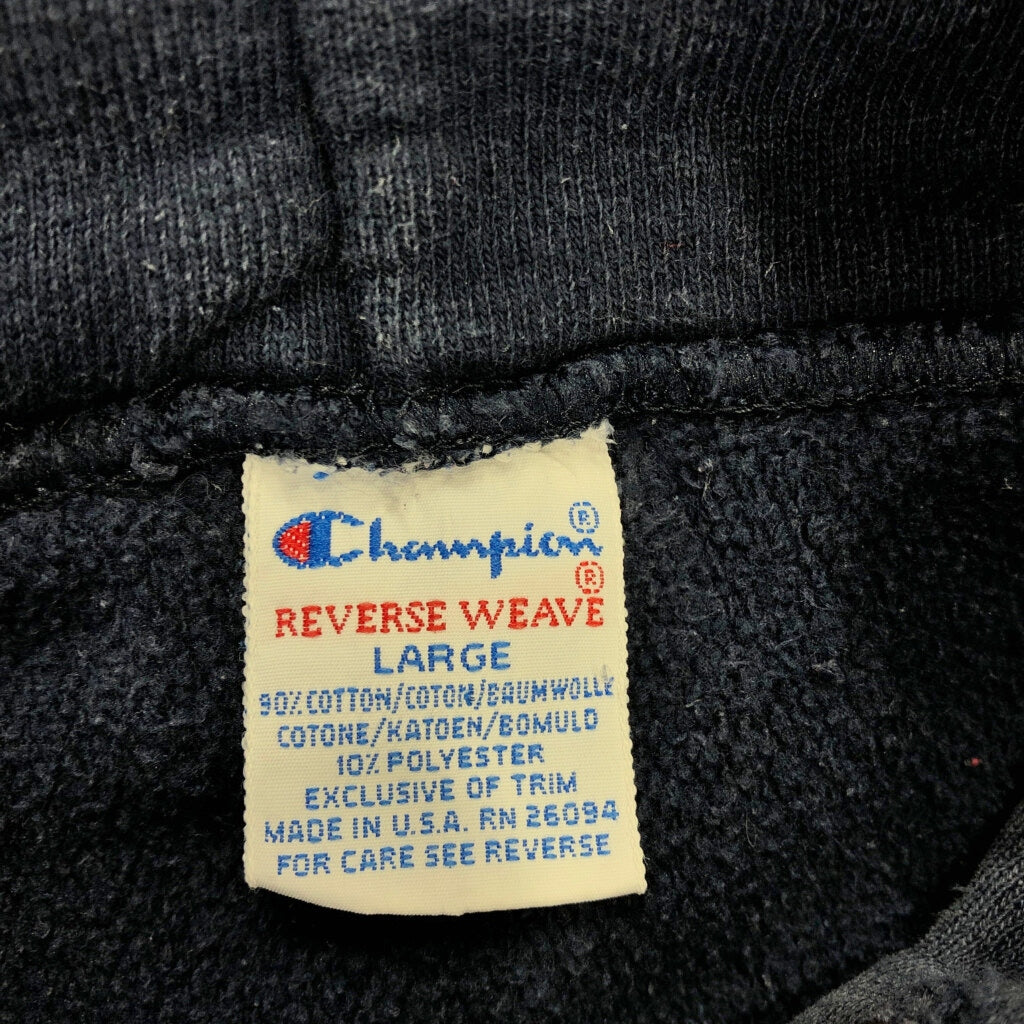 Champion®
®
REVERSE WEAVE
LARGE
90% COTTON/COTON/BAUMWOLLE
COTONE/KATOEN/BOMULD
10% POLYESTER
EXCLUSIVE OF TRIM
MADE IN U.S.A. RN 26094
FOR CARE SEE REVERSE